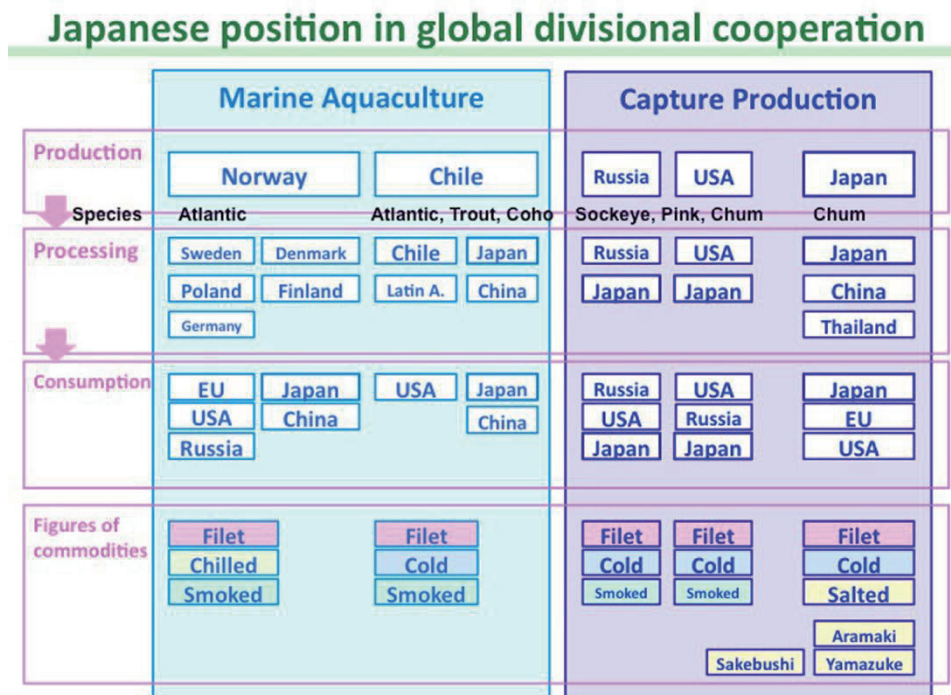 Japanese position in global divisional cooperation
Marine Aquaculture Capture Production
Production
Norway Chile Russia USA Japan
Species Atlantic Atlantic, Trout, Coho Sockeye, Pink, Chum Chum
Processing
Sweden Denmark Chile Japan Russia USA Japan
Poland Finland Latin A. China Japan Japan China
Germany Thailand
Consumption
EU Japan USA Japan Russia USA Japan
USA China China USA Russia EU
Russia Japan Japan USA
Figures of
commodities
Filet Filet Filet Filet Filet
Chilled Cold Cold Cold Cold
Smoked Smoked Smoked Smoked Salted
Aramaki
Sakebushi Yamazuke